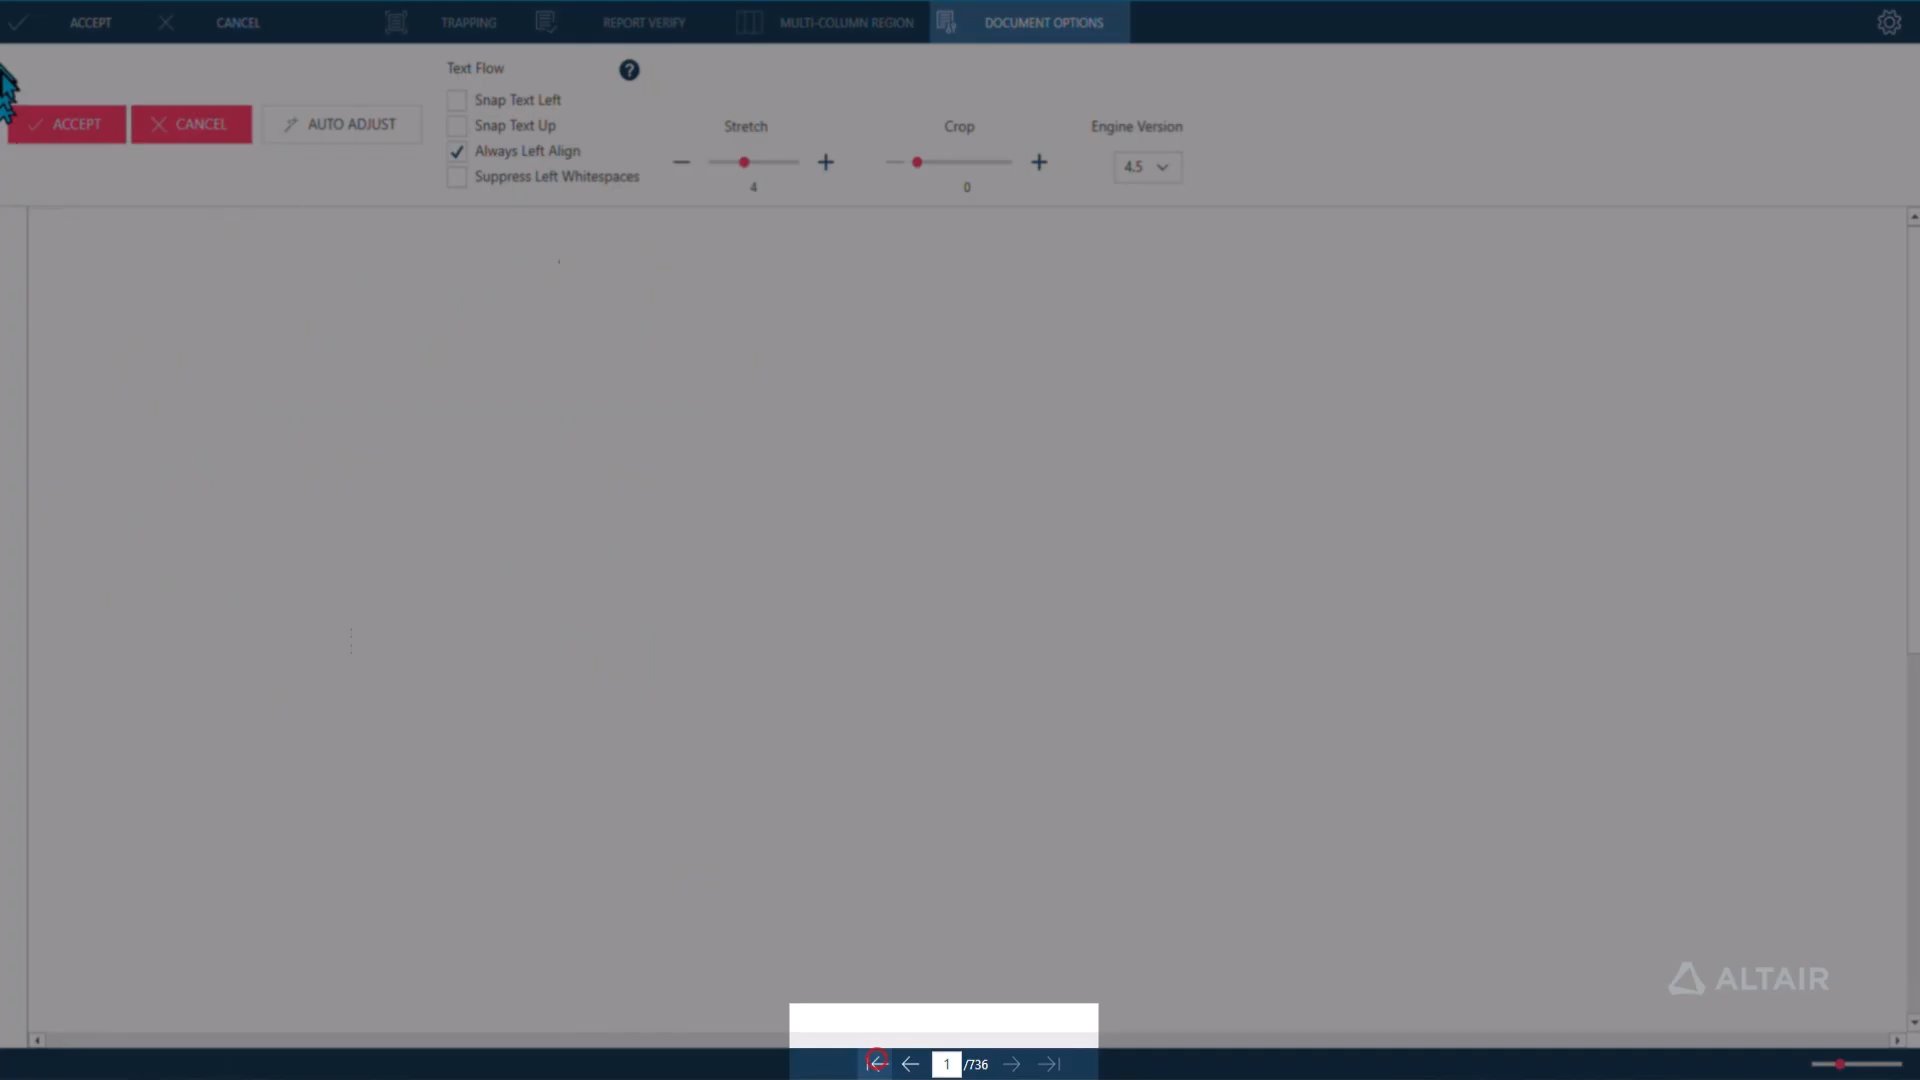 ACCEPT CANCEL TRAPPING REPORT VERIFY MULTI-COLUMN REGION DOCUMENT OPTIONS
Text Flow ?
ACCEPT CANCEL AUTO ADJUST
Snap Text Left
Snap Text Up
Always Left Align
Suppress Left Whitespaces
Stretch
4
Crop
0
Engine Version
4.5
ALTAIR
1 /736